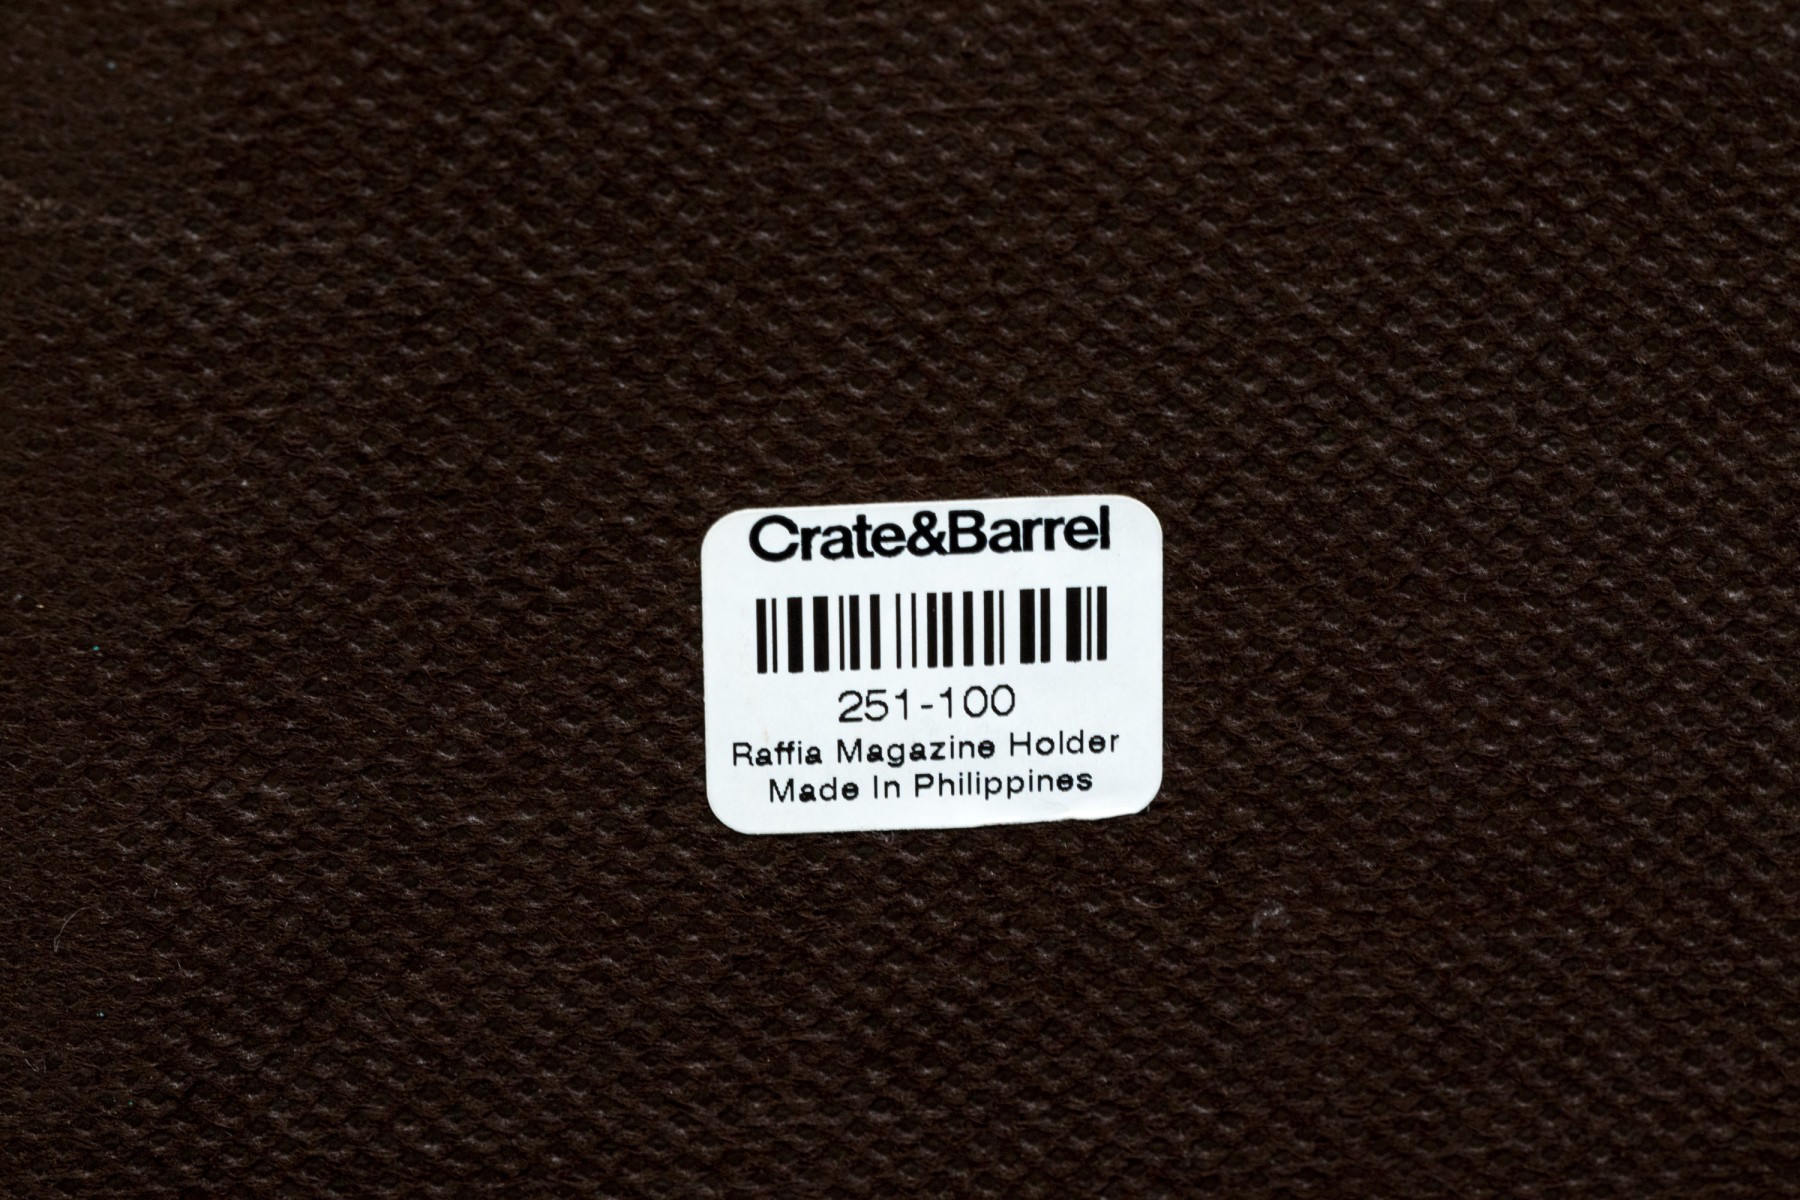 Crate&Barrel
251-100
Raffia Magazine Holder
Made In Philippines